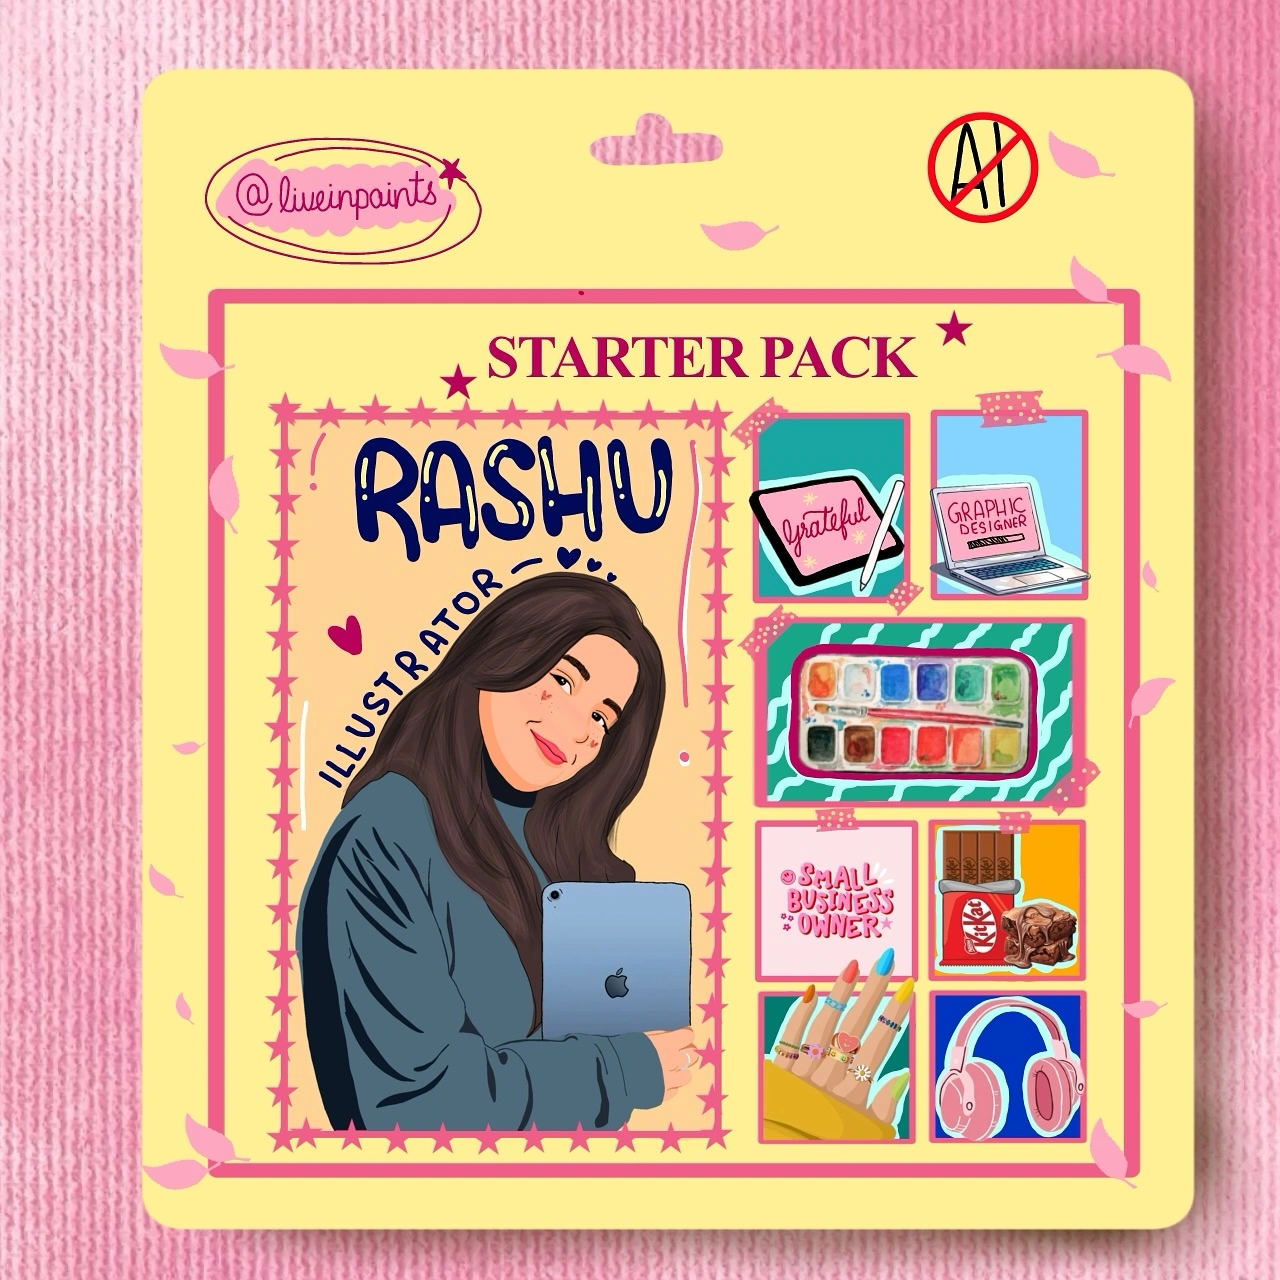 @liveinpaints
AI
STARTER PACK
RASHU
ILLUSTRATOR
grateful
GRAPHIC
DESIGNER
SMALL
BUSINESS
OWNER
KitKat